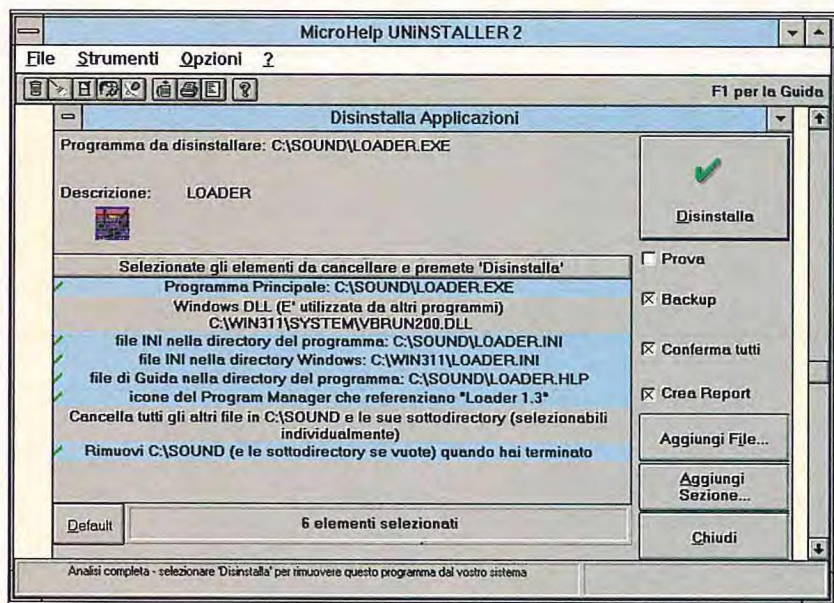 MicroHelp UNiNSTALLER 2
File Strumenti Opzioni ?
F1 per la Guida
Disinstalla Applicazioni
Programma da disinstallare: C:\SOUND\LOADER.EXE
Descrizione: LOADER
Disinstalla
Selezionate gli elementi da cancellare e premete 'Disinstalla'
Programma Principale: C:\SOUND\LOADER.EXE
Windows DLL (E' utilizzata da altri programmi)
C:\WIN311\SYSTEM\VBRUN200.DLL
file INI nella directory del programma: C:\SOUND\LOADER.INI
file INI nella directory Windows: C:\WIN311\LOADER.INI
file di Guida nella directory del programma: C:\SOUND\LOADER.HLP
icone del Program Manager che referenziano "Loader 1.3"
Cancella tutti gli altri file in C:\SOUND e le sue sottodirectory (selezionabili
individualmente)
Rimuovi C:\SOUND (e le sottodirectory se vuote) quando hai terminato
Prova
Backup
Conferma tutti
Crea Report
Aggiungi File...
Aggiungi
Sezione...
Chiudi
Default
6 elementi selezionati
Analisi completa - selezionare 'Disinstalla' per rimuovere questo programma dal vostro sistema